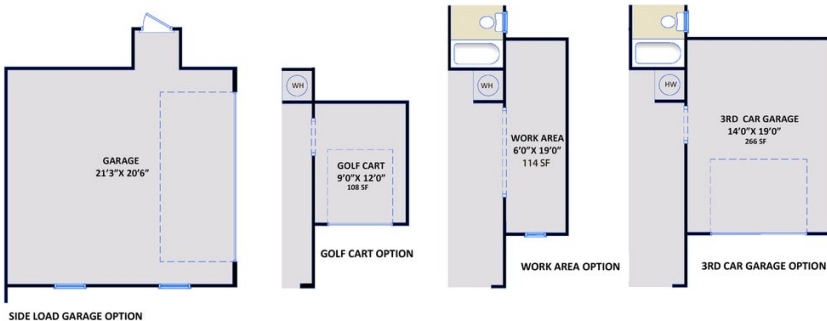 GARAGE
21'3"X 20'6"
SIDE LOAD GARAGE OPTION
WH
GOLF CART
9'0"X 12'0"
108 SF
GOLF CART OPTION
WH
WORK AREA
6'0"X 19'0"
114 SF
WORK AREA OPTION
HW
3RD CAR GARAGE
14'0"X 19'0"
266 SF
3RD CAR GARAGE OPTION